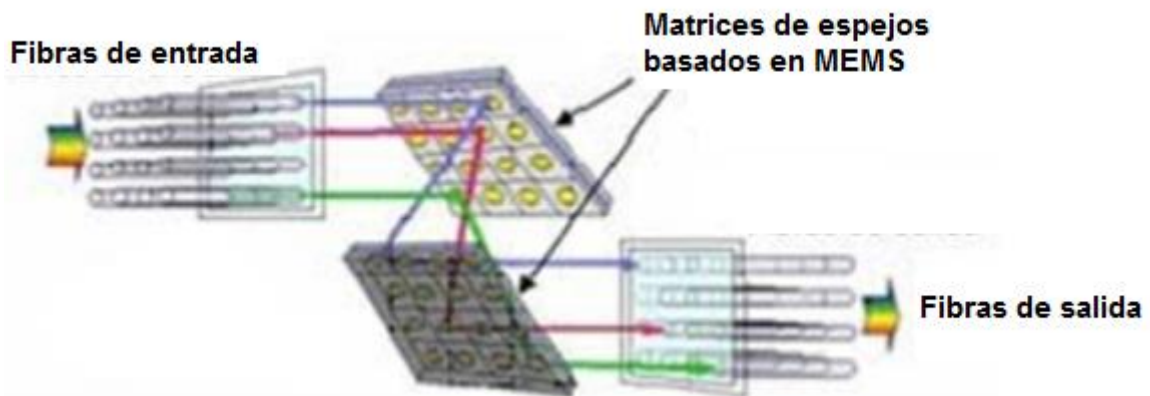 Fibras de entrada
Matrices de espejos
basados en MEMS
Fibras de salida